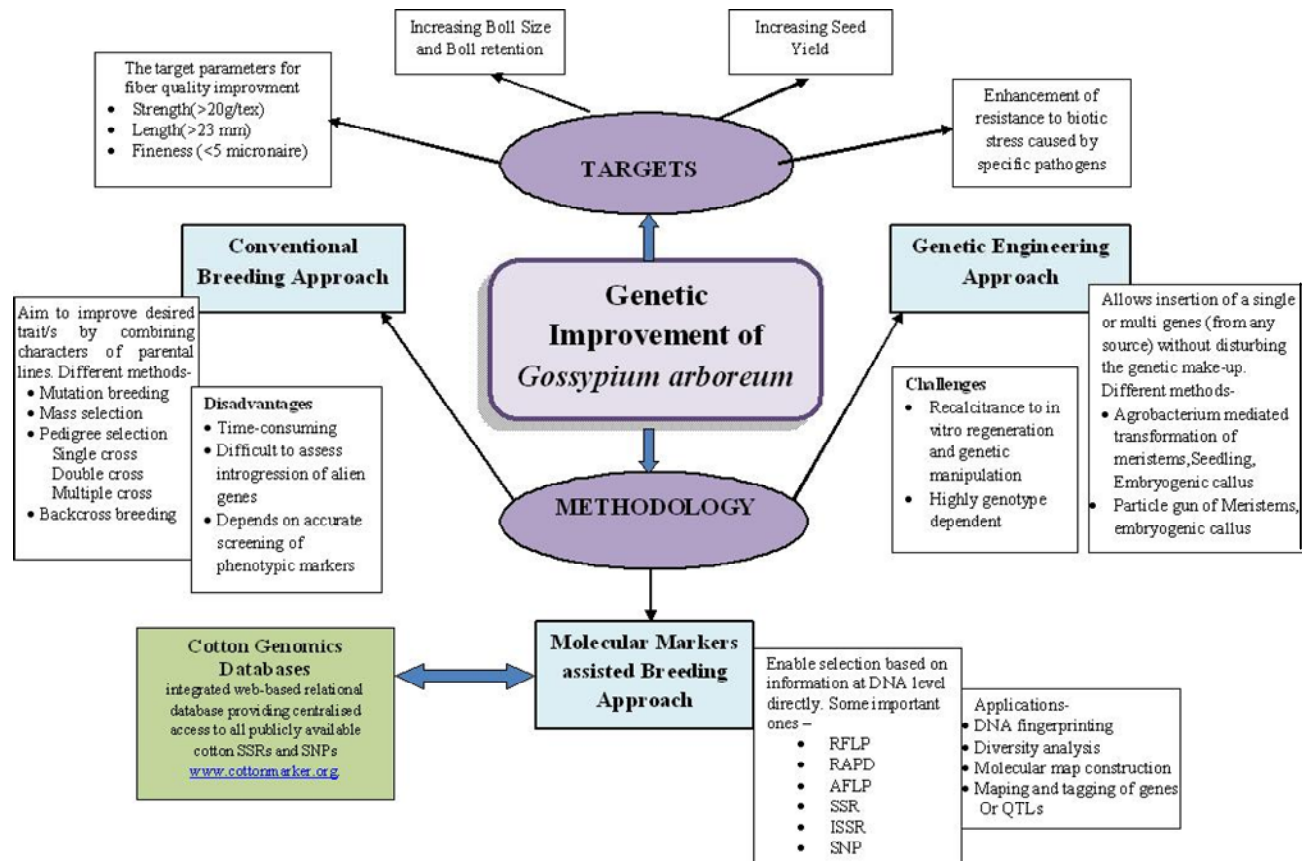 Increasing Boll Size
and Boll retention
Increasing Seed
Yield
The target parameters for
fiber quality improvment
• Strength(>20g/tex)
• Length(>23 mm)
• Fineness (<5 micronaire)
Enhancement of
resistance to biotic
stress caused by
specific pathogens
TARGETS
Conventional
Breeding Approach
Genetic Engineering
Approach
Genetic
Improvement of
Gossypium arboreum
Aim to improve desired
trait/s by combining
characters of parental
lines. Different methods-
• Mutation breeding
• Mass selection
• Pedigree selection
Single cross
Double cross
Multiple cross
• Backcross breeding
Disadvantages
• Time-consuming
• Difficult to assess
introgression of alien
genes
• Depends on accurate
screening of
phenotypic markers
Challenges
• Recalcitrance to in
vitro regeneration
and genetic
manipulation
• Highly genotype
dependent
Allows insertion of a single
or multi genes (from any
source) without disturbing
the genetic make-up.
Different methods-
• Agrobacterium mediated
transformation of
meristems,Seedling,
Embryogenic callus
• Particle gun of Meristems,
embryogenic callus
METHODOLOGY
Cotton Genomics
Databases
integrated web-based relational
database providing centralised
access to all publicly available
cotton SSRs and SNPs
www.cottonmarker.org.
Molecular Markers
assisted Breeding
Approach
Enable selection based on
information at DNA level
directly. Some important
ones –
• RFLP
• RAPD
• AFLP
• SSR
• ISSR
• SNP
Applications-
• DNA fingerprinting
• Diversity analysis
• Molecular map construction
• Maping and tagging of genes
Or QTLs